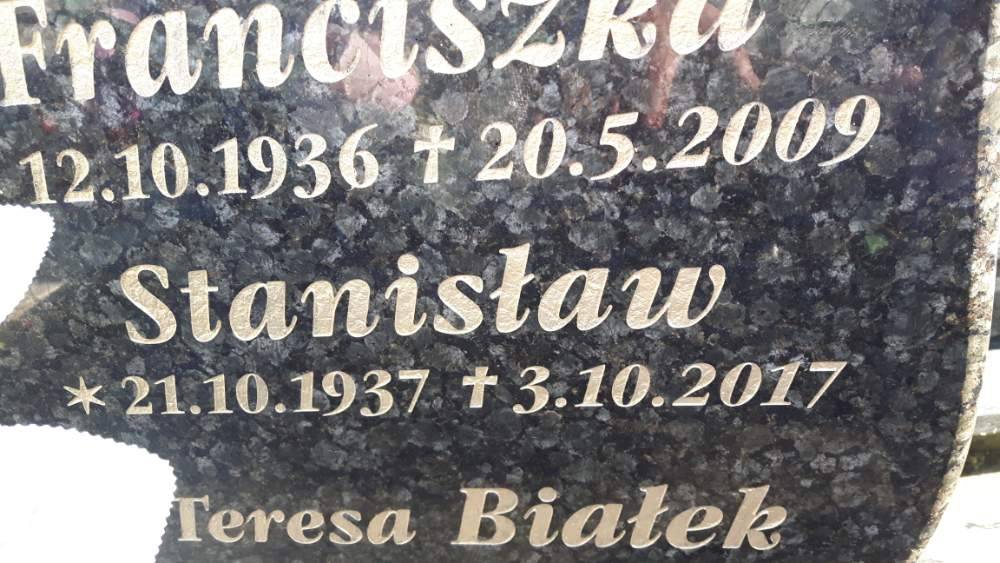 Franciszka
12.10.1936 † 20.5.2009
Stanisław
* 21.10.1937 † 3.10.2017
Teresa Białek